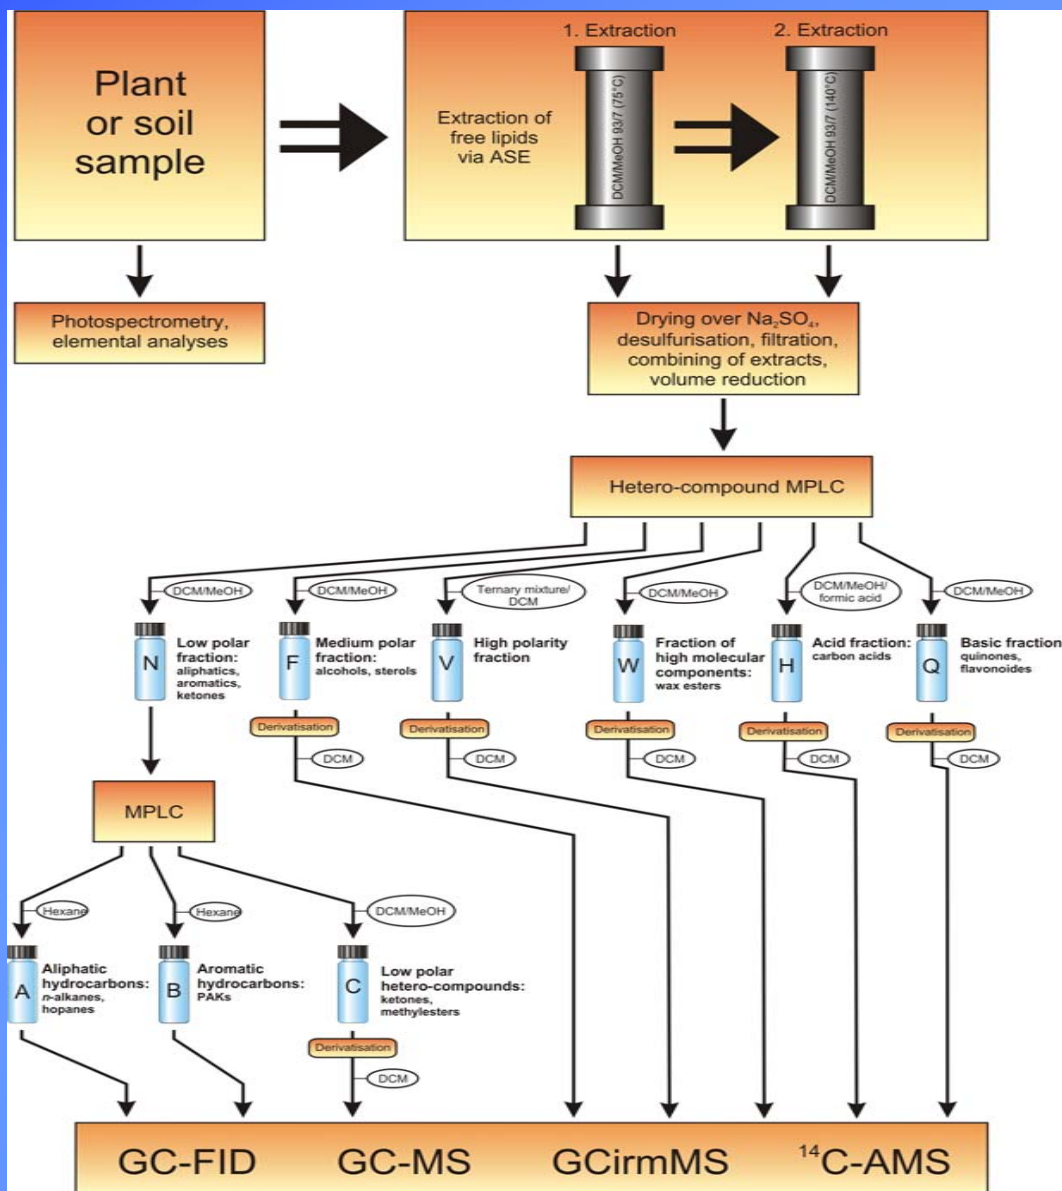 Plant
or soil
sample
1. Extraction
2. Extraction
Extraction of
free lipids
via ASE
DCM/MeOH 93/7 (75°C)
DCM/MeOH 93/7 (140°C)
Photospectrometry,
elemental analyses
Drying over Na₂SO₄,
desulfurisation, filtration,
combining of extracts,
volume reduction
Hetero-compound MPLC
DCM/MeOH
DCM/MeOH
Ternary mixture/
DCM
DCM/MeOH
DCM/MeOH/
formic acid
DCM/MeOH
N
Low polar
fraction:
aliphatics,
aromatics,
ketones
F
Medium polar
fraction:
alcohols, sterols
V
High polarity
fraction
W
Fraction of
high molecular
components:
wax esters
H
Acid fraction:
carbon acids
Q
Basic fraction
quinones,
flavonoides
Derivatisation
Derivatisation
Derivatisation
Derivatisation
Derivatisation
DCM
DCM
DCM
DCM
DCM
MPLC
Hexane
Hexane
DCM/MeOH
A
Aliphatic
hydrocarbons:
n-alkanes,
hopanes
B
Aromatic
hydrocarbons:
PAKs
C
Low polar
hetero-compounds:
ketones,
methylesters
Derivatisation
DCM
GC-FID
GC-MS
GCirmMS
¹⁴C-AMS